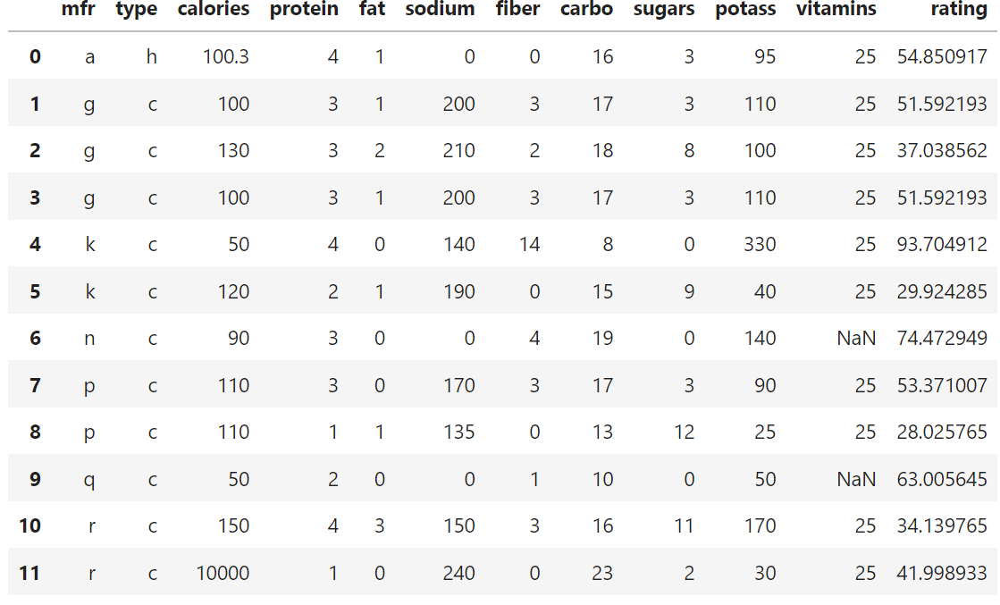 mfr type calories protein fat sodium fiber carbo sugars potass vitamins rating
0 a h 100.3 4 1 0 0 16 3 95 25 54.850917
1 g c 100 3 1 200 3 17 3 110 25 51.592193
2 g c 130 3 2 210 2 18 8 100 25 37.038562
3 g c 100 3 1 200 3 17 3 110 25 51.592193
4 k c 50 4 0 140 14 8 0 330 25 93.704912
5 k c 120 2 1 190 0 15 9 40 25 29.924285
6 n c 90 3 0 0 4 19 0 140 NaN 74.472949
7 p c 110 3 0 170 3 17 3 90 25 53.371007
8 p c 110 1 1 135 0 13 12 25 25 28.025765
9 q c 50 2 0 0 1 10 0 50 NaN 63.005645
10 r c 150 4 3 150 3 16 11 170 25 34.139765
11 r c 10000 1 0 240 0 23 2 30 25 41.998933